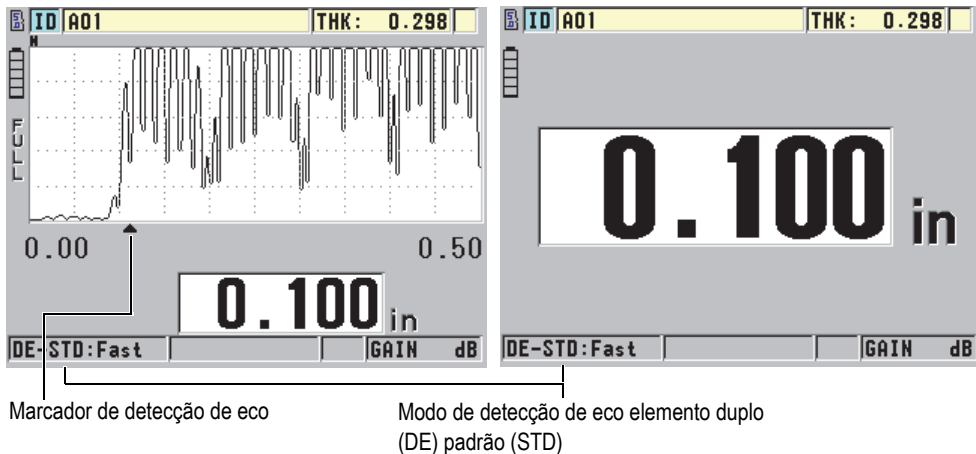 ID A01 THK: 0.298
FULL
0.00 0.50
0.100 in
DE-STD:Fast GAIN dB
ID A01 THK: 0.298
0.100 in
DE-STD:Fast GAIN dB
Marcador de detecção de eco
Modo de detecção de eco elemento duplo
(DE) padrão (STD)